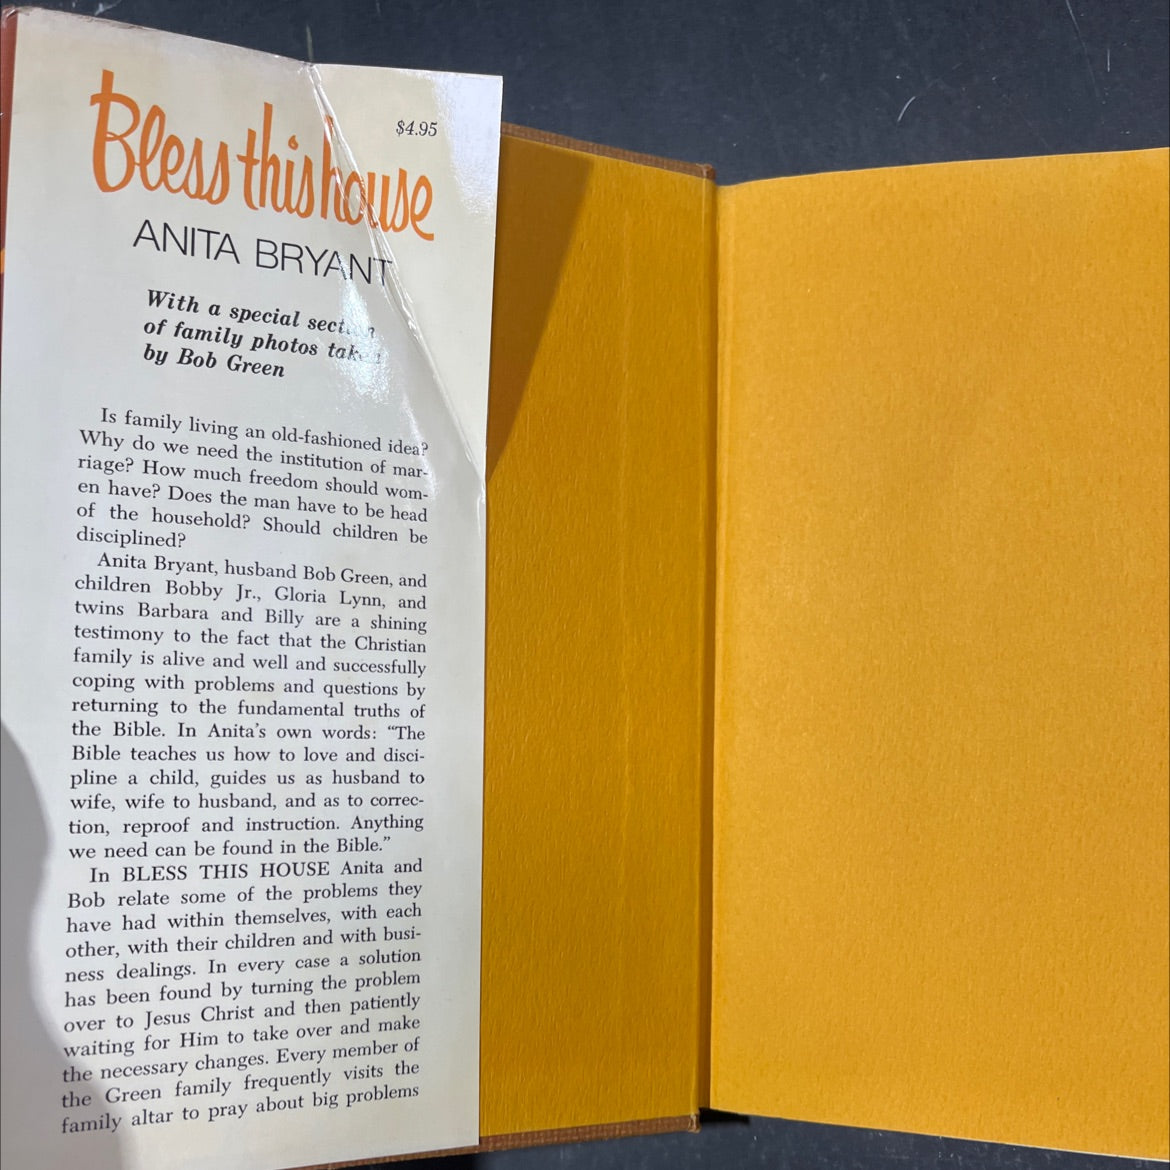 Bless this house
$4.95
ANITA BRYANT
With a special section
of family photos taken
by Bob Green
Is family living an old-fashioned idea?
Why do we need the institution of mar-
riage? How much freedom should wom-
en have? Does the man have to be head
of the household? Should children be
disciplined?
Anita Bryant, husband Bob Green, and
children Bobby Jr., Gloria Lynn, and
twins Barbara and Billy are a shining
testimony to the fact that the Christian
family is alive and well and successfully
coping with problems and questions by
returning to the fundamental truths of
the Bible. In Anita's own words: “The
Bible teaches us how to love and disci-
pline a child, guides us as husband to
wife, wife to husband, and as to correc-
tion, reproof and instruction. Anything
we need can be found in the Bible.”
In BLESS THIS HOUSE Anita and
Bob relate some of the problems they
have had within themselves, with each
other, with their children and with busi-
ness dealings. In every case a solution
has been found by turning the problem
over to Jesus Christ and then patiently
waiting for Him to take over and make
the necessary changes. Every member of
the Green family frequently visits the
family altar to pray about big problems